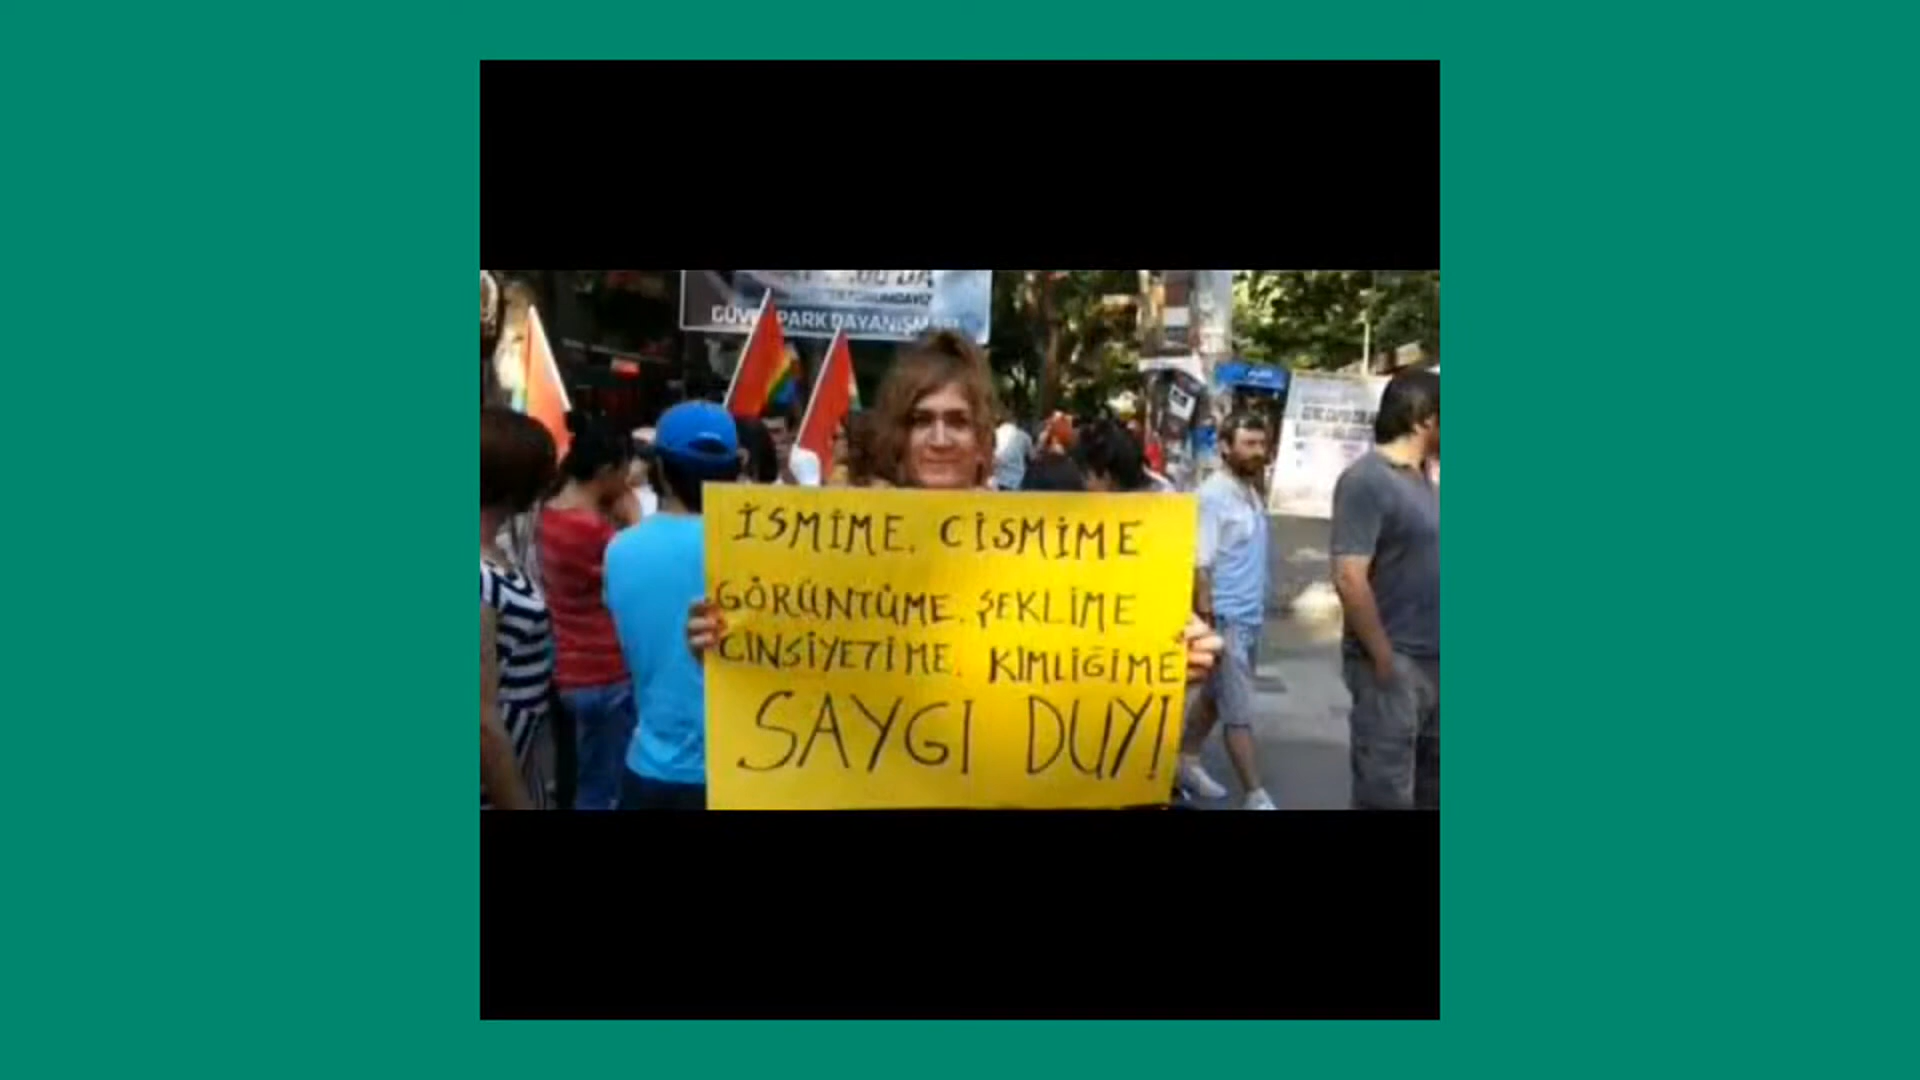 GÜVENPARK DAYANIŞMASI
İSMİME, CİSMİME
GÖRÜNTÜME, ŞEKLİME
CİNSİYETİME, KİMLİĞİME
SAYGI DUY!